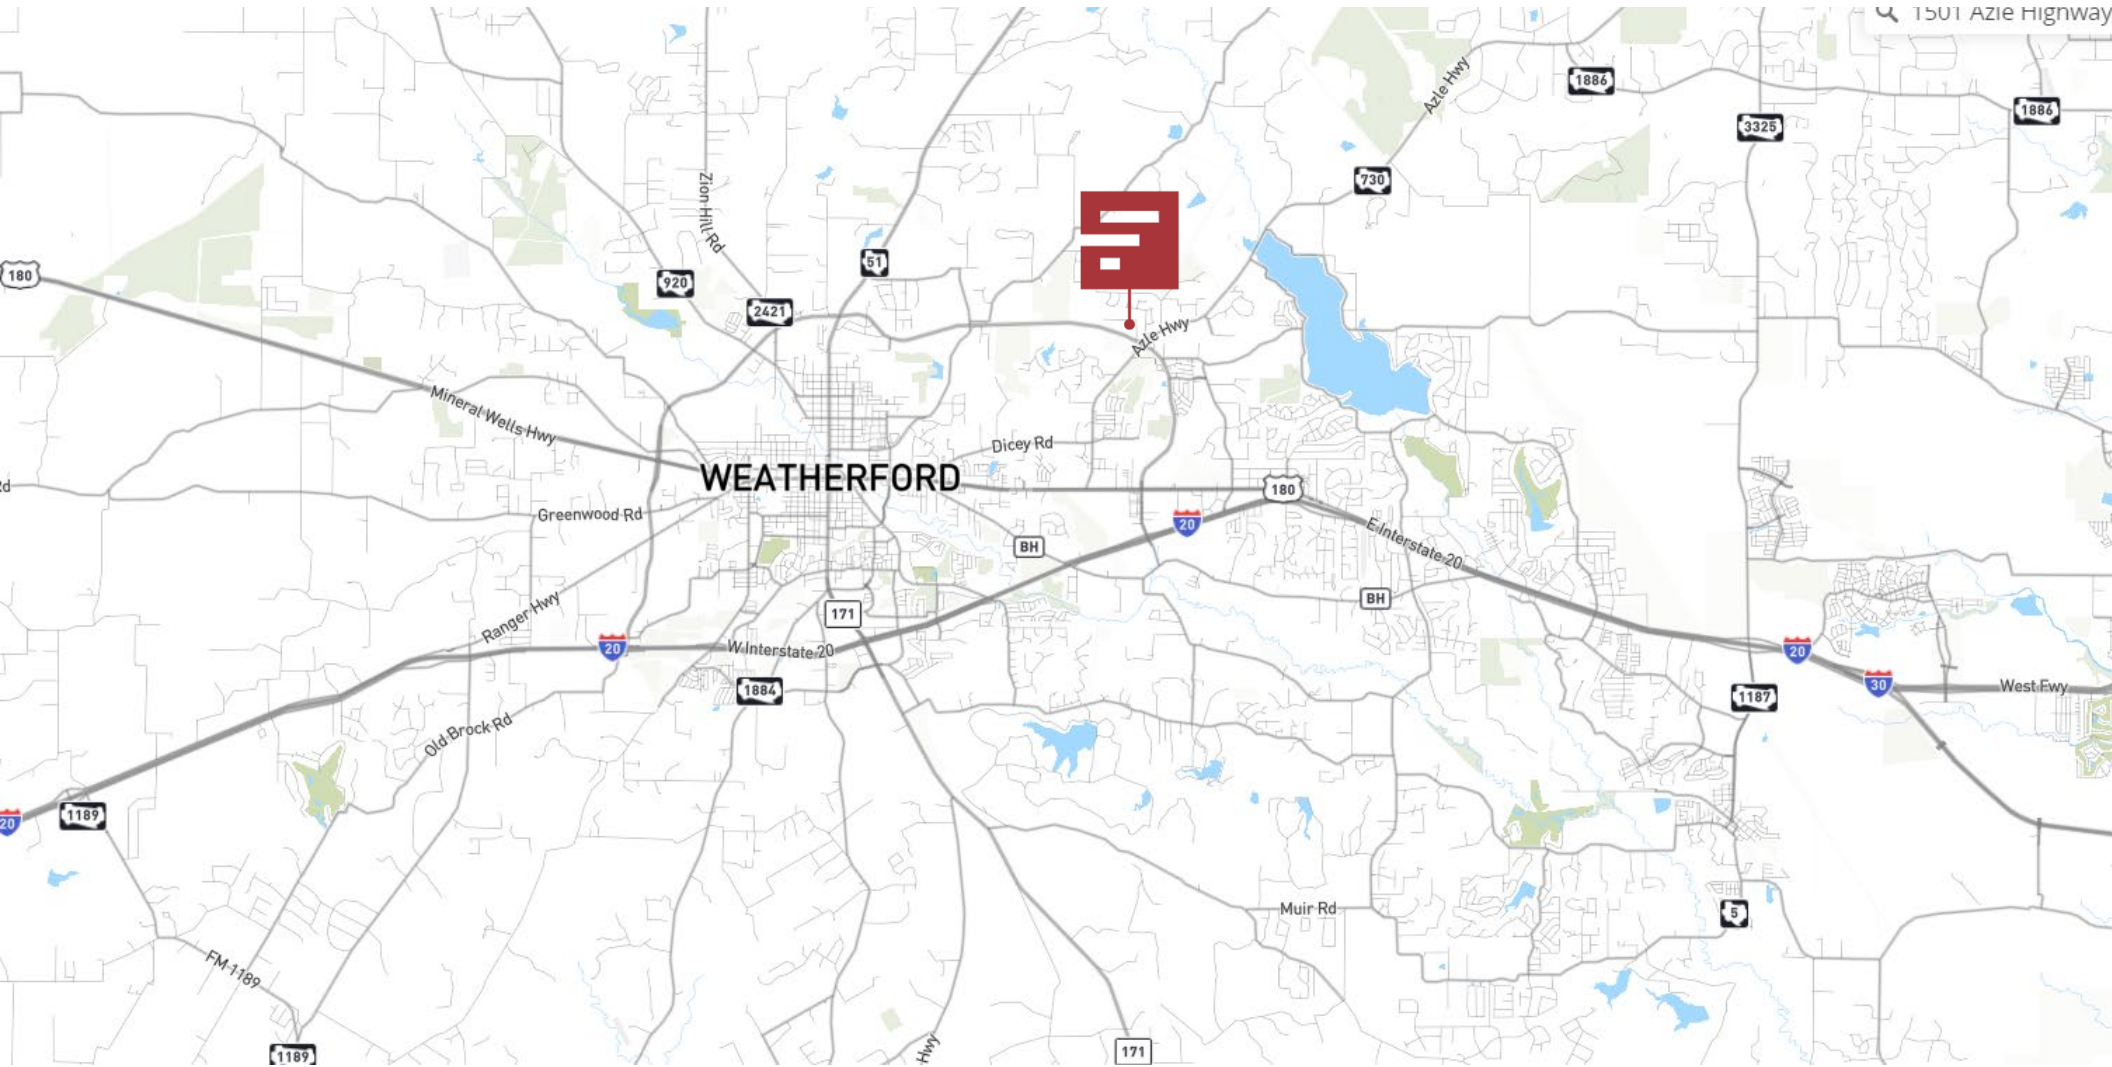 1501 Azle Highway
Azle Hwy
1886
1886
3325
730
Zion Hill Rd
180
51
920
2421
Azle Hwy
Mineral Wells Hwy
Dicey Rd
WEATHERFORD
180
Greenwood Rd
20
E Interstate 20
BH
BH
Ranger Hwy
171
20
W Interstate 20
20
30
West Fwy
1884
1187
Old Brock Rd
20
1189
Muir Rd
5
FM 1189
1189
Hwy
171